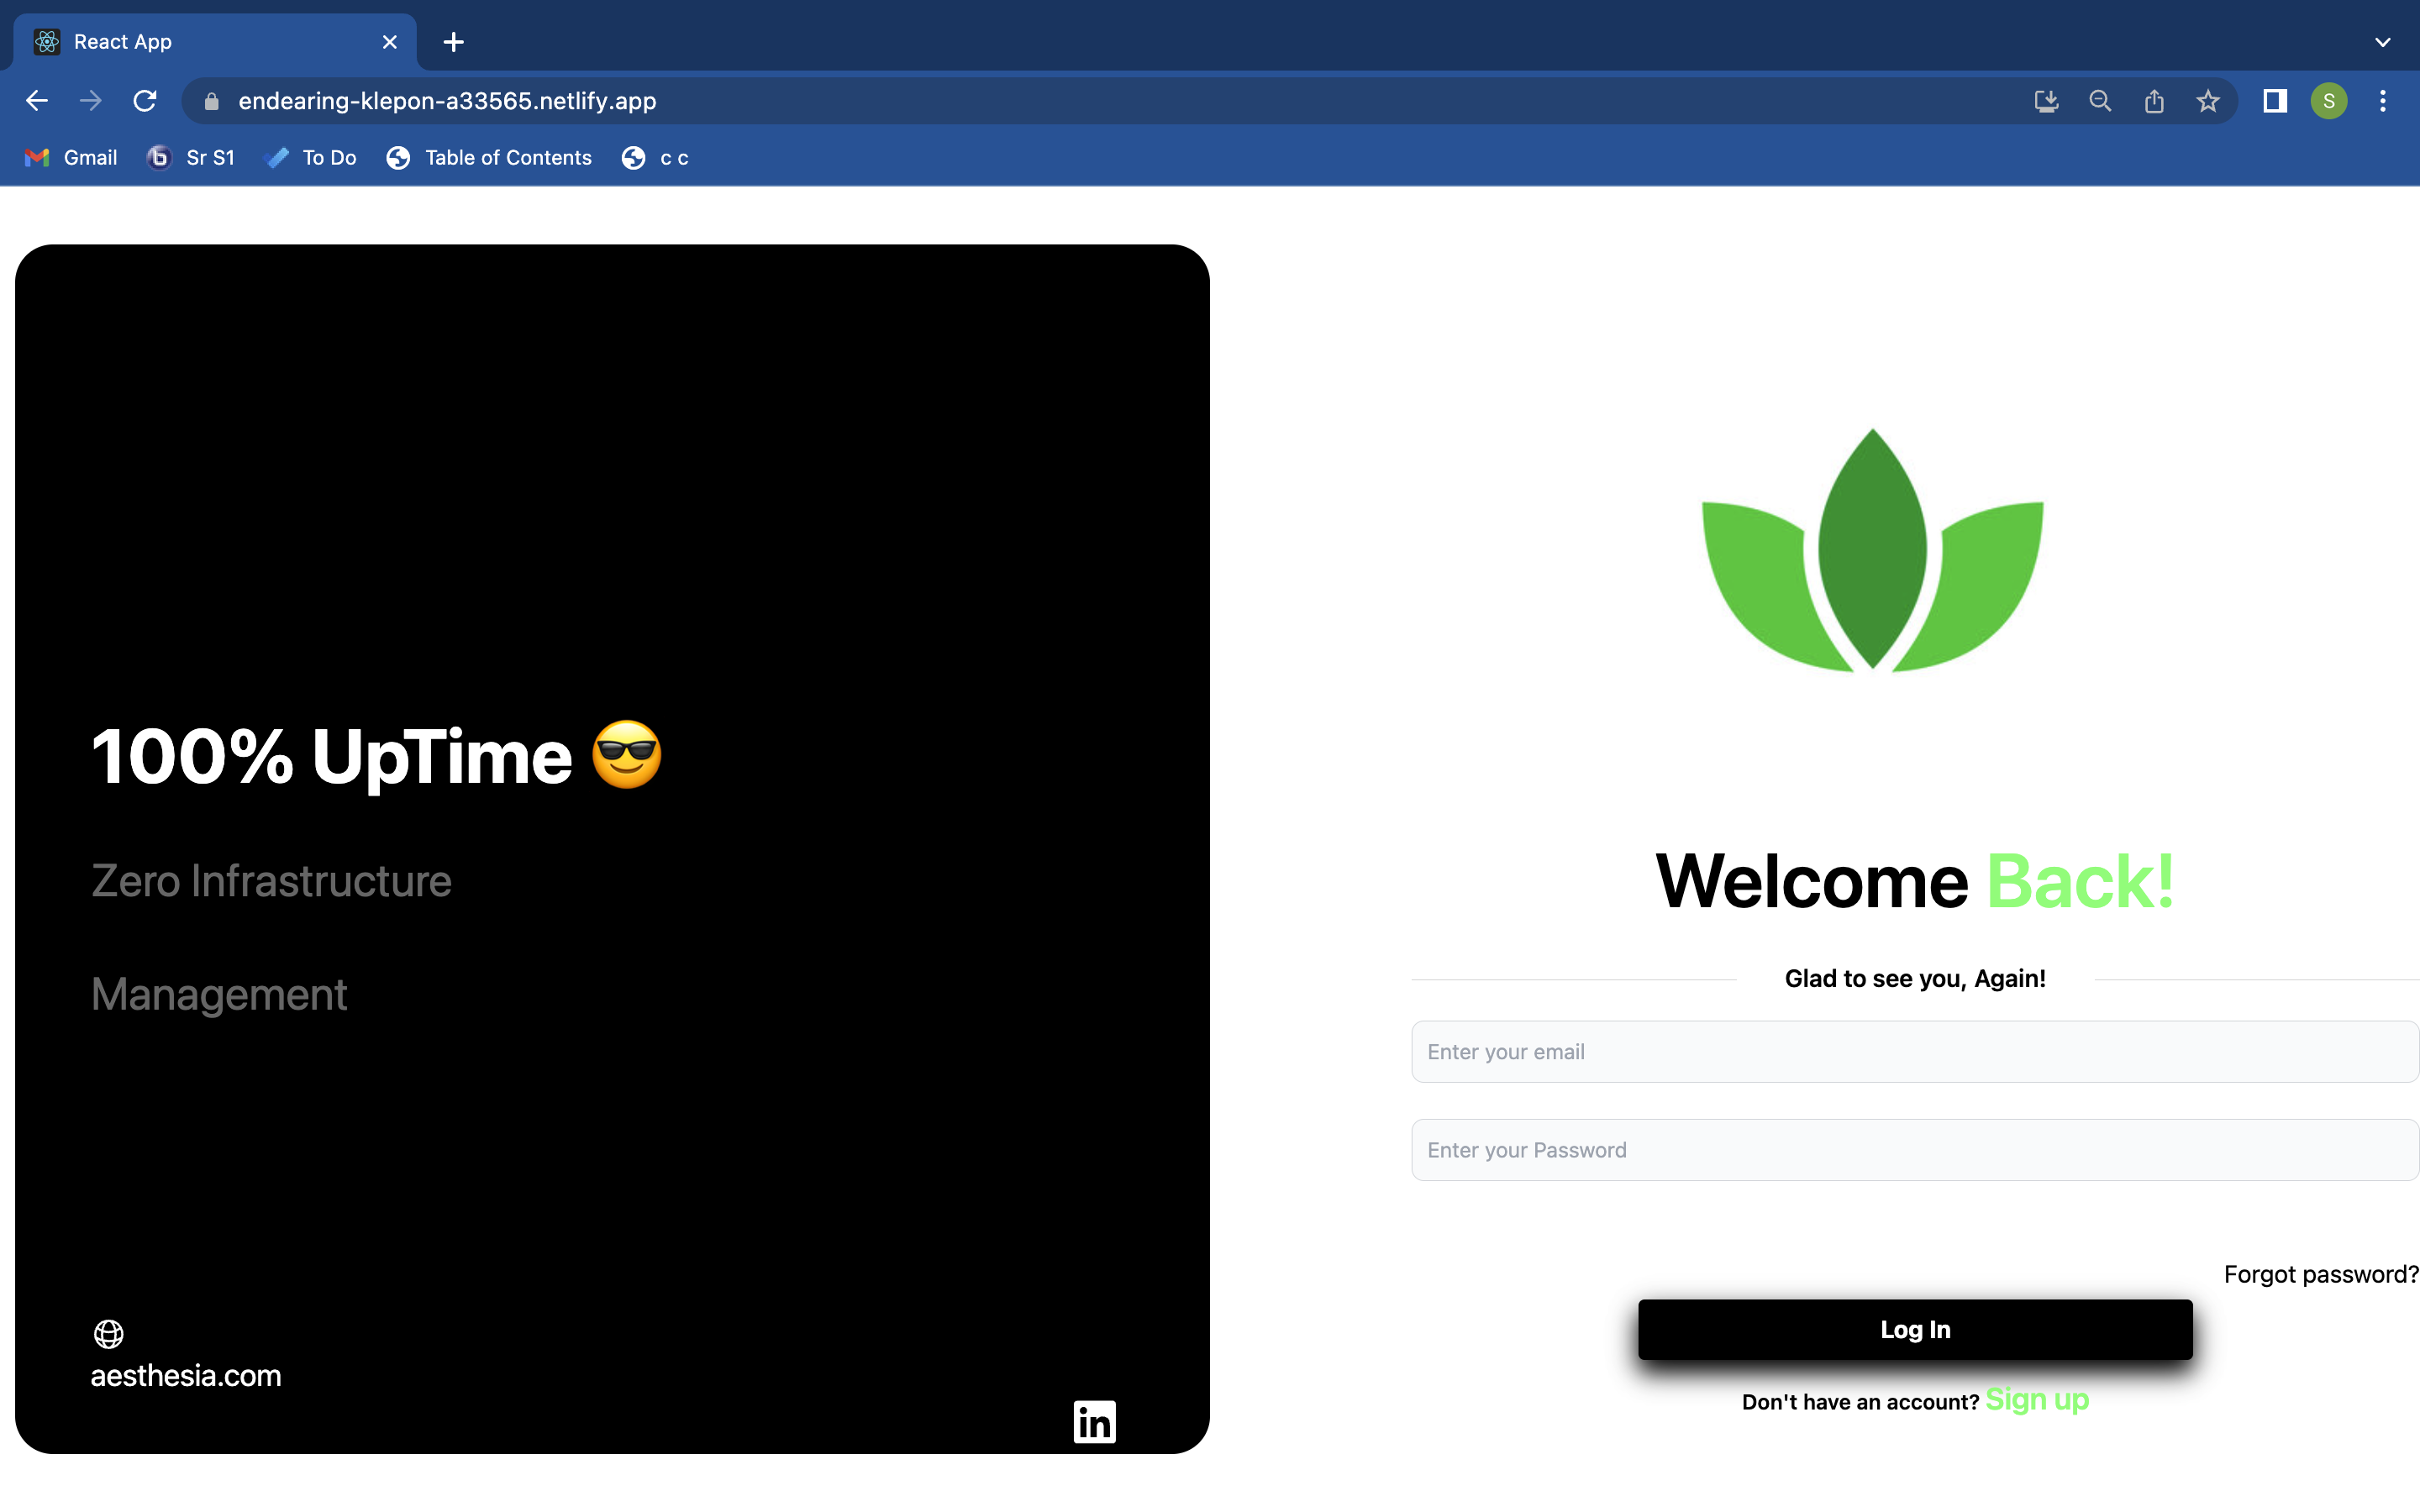 React App
endearing-klepon-a33565.netlify.app
S
Gmail
b Sr S1
To Do
Table of Contents
c c
100% UpTime 😎
Zero Infrastructure
Management
aesthesia.com
in
Welcome Back!
Glad to see you, Again!
Enter your email
Enter your Password
Forgot password?
Log In
Don't have an account? Sign up